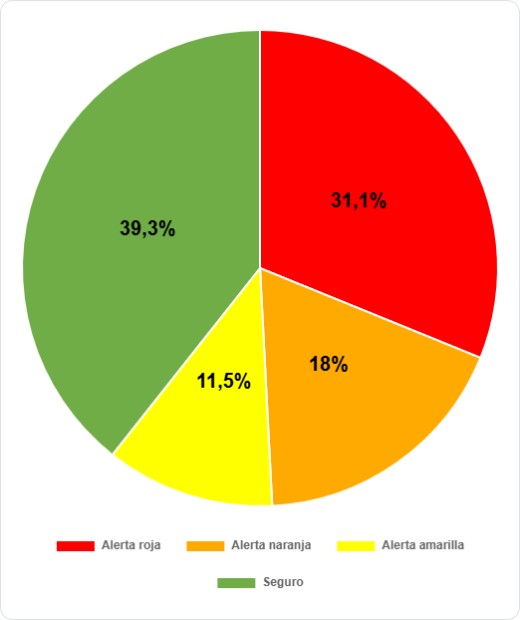 39,3%
31,1%
18%
11,5%
Alerta roja
Alerta naranja
Alerta amarilla
Seguro